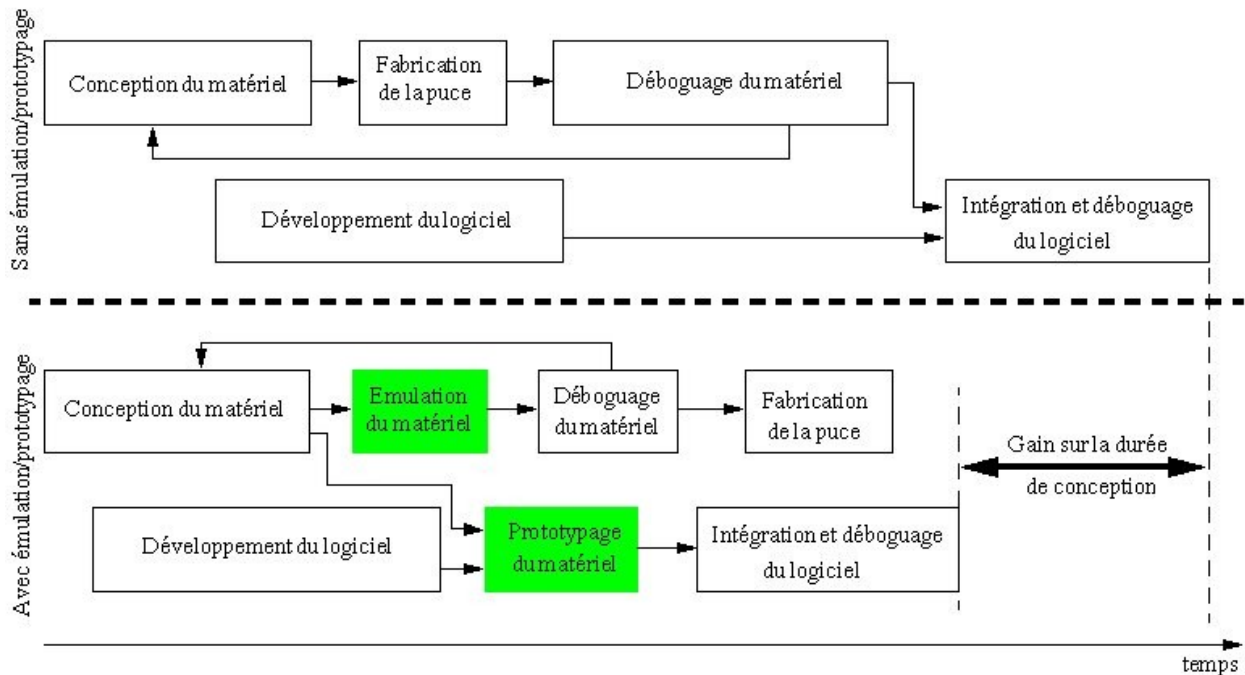 Sans émulation/prototypage
Conception du matériel
Fabrication
de la puce
Déboguage du matériel
Développement du logiciel
Intégration et déboguage
du logiciel
Avec émulation/prototypage
Conception du matériel
Emulation
du matériel
Déboguage
du matériel
Fabrication
de la puce
Gain sur la durée
de conception
Développement du logiciel
Prototypage
du matériel
Intégration et déboguage
du logiciel
temps